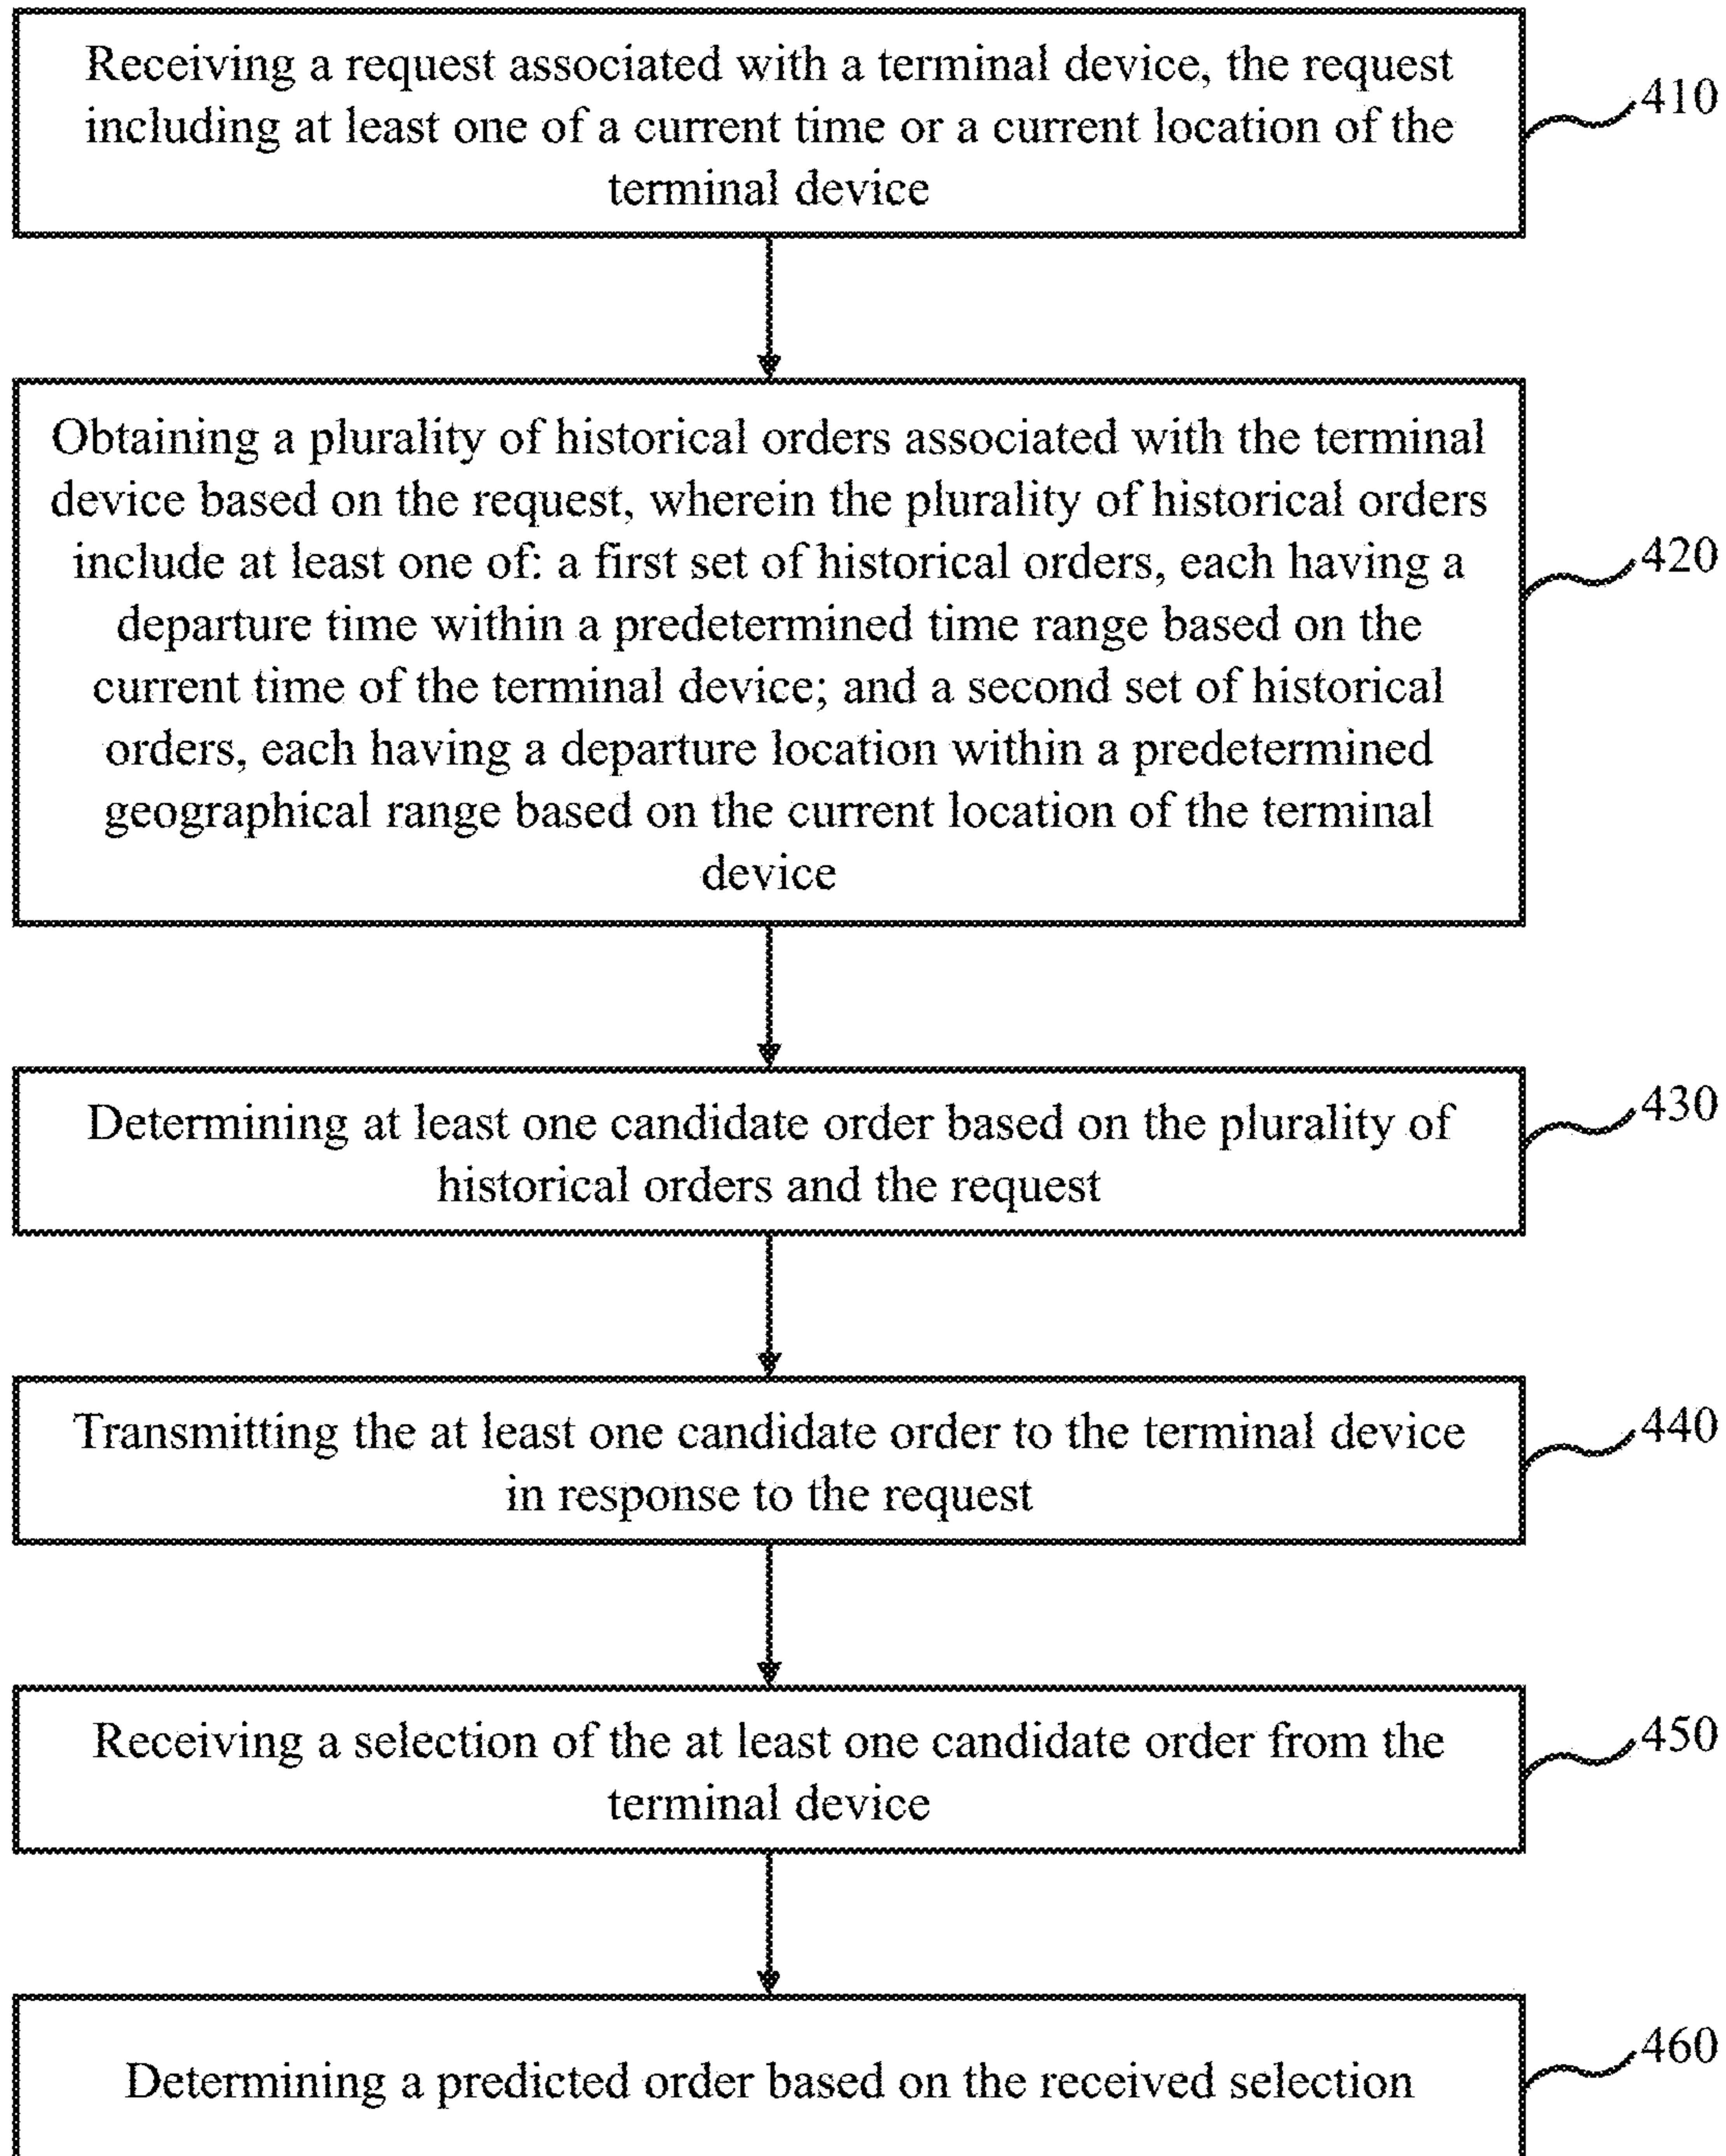 Receiving a request associated with a terminal device, the request
including at least one of a current time or a current location of the
terminal device
410
Obtaining a plurality of historical orders associated with the terminal
device based on the request, wherein the plurality of historical orders
include at least one of: a first set of historical orders, each having a
departure time within a predetermined time range based on the
current time of the terminal device; and a second set of historical
orders, each having a departure location within a predetermined
geographical range based on the current location of the terminal
device
420
Determining at least one candidate order based on the plurality of
historical orders and the request
430
Transmitting the at least one candidate order to the terminal device
in response to the request
440
Receiving a selection of the at least one candidate order from the
terminal device
450
Determining a predicted order based on the received selection
460